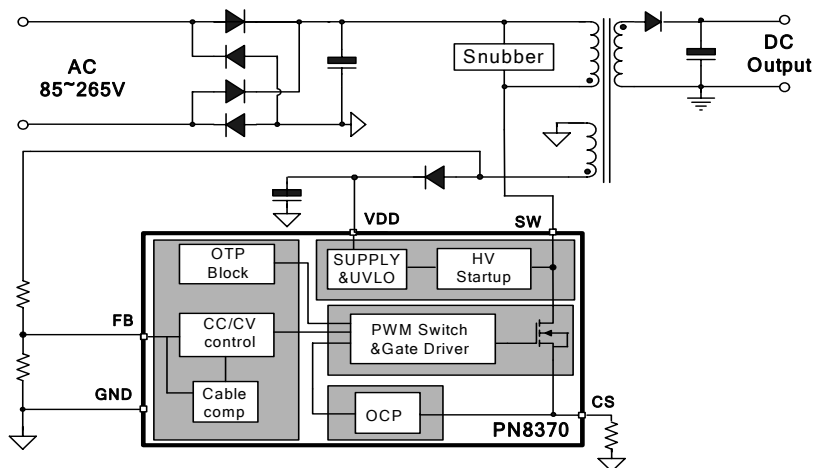 AC
85~265V
Snubber
DC
Output
VDD
SW
OTP
Block
SUPPLY
&UVLO
HV
Startup
FB
CC/CV
control
PWM Switch
&Gate Driver
Cable
comp
GND
OCP
CS
PN8370